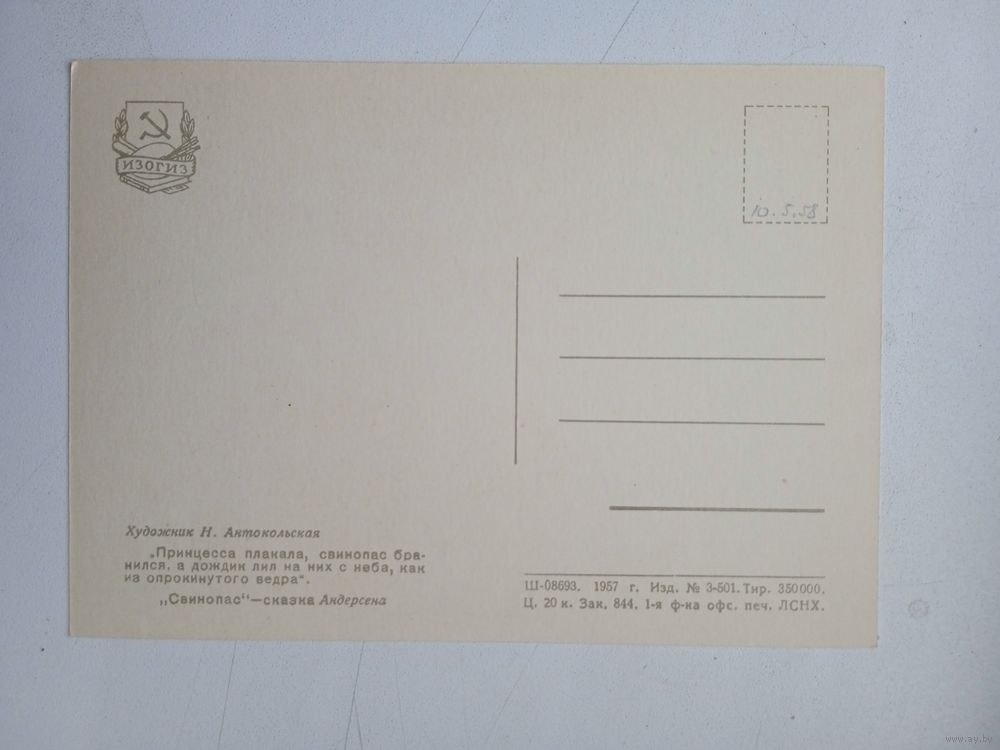 ИЗОГИЗ
10.5.58
Художник Н. Антокольская
„Принцесса плакала, свинопас бра-
нился, а дождик лил на них с неба, как
из опрокинутого ведра“.
„Свинопас“—сказка Андерсена
Ш-08693. 1957 г. Изд. № 3-501. Тир. 350000.
Ц. 20 к. Зак. 844. 1-я ф-ка офс. печ. ЛСНХ.
www.ay.by